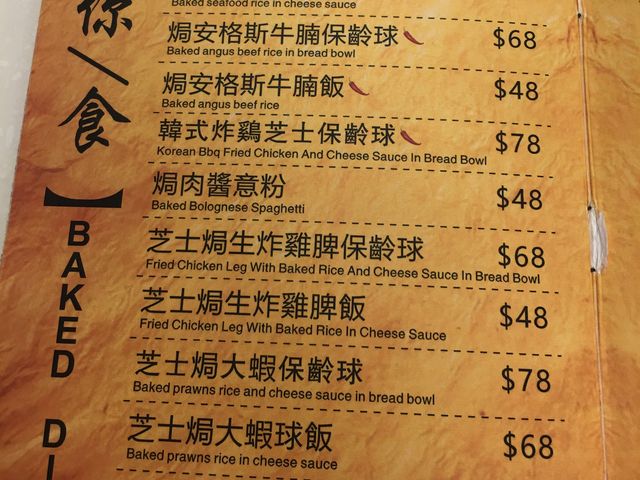 Baked seafood rice in cheese sauce
焗安格斯牛腩保齡球 $68
Baked angus beef rice in bread bowl
焗安格斯牛腩飯 $48
Baked angus beef rice
韓式炸鷄芝士保齡球 $78
Korean Bbq Fried Chicken And Cheese Sauce In Bread Bowl
焗肉醬意粉 $48
Baked Bolognese Spaghetti
芝士焗生炸雞脾保齡球 $68
Fried Chicken Leg With Baked Rice And Cheese Sauce In Bread Bowl
芝士焗生炸雞脾飯 $48
Fried Chicken Leg With Baked Rice In Cheese Sauce
芝士焗大蝦保齡球 $78
Baked prawns rice and cheese sauce in bread bowl
芝士焗大蝦球飯 $68
Baked prawns rice in cheese sauce
食】
BAKED